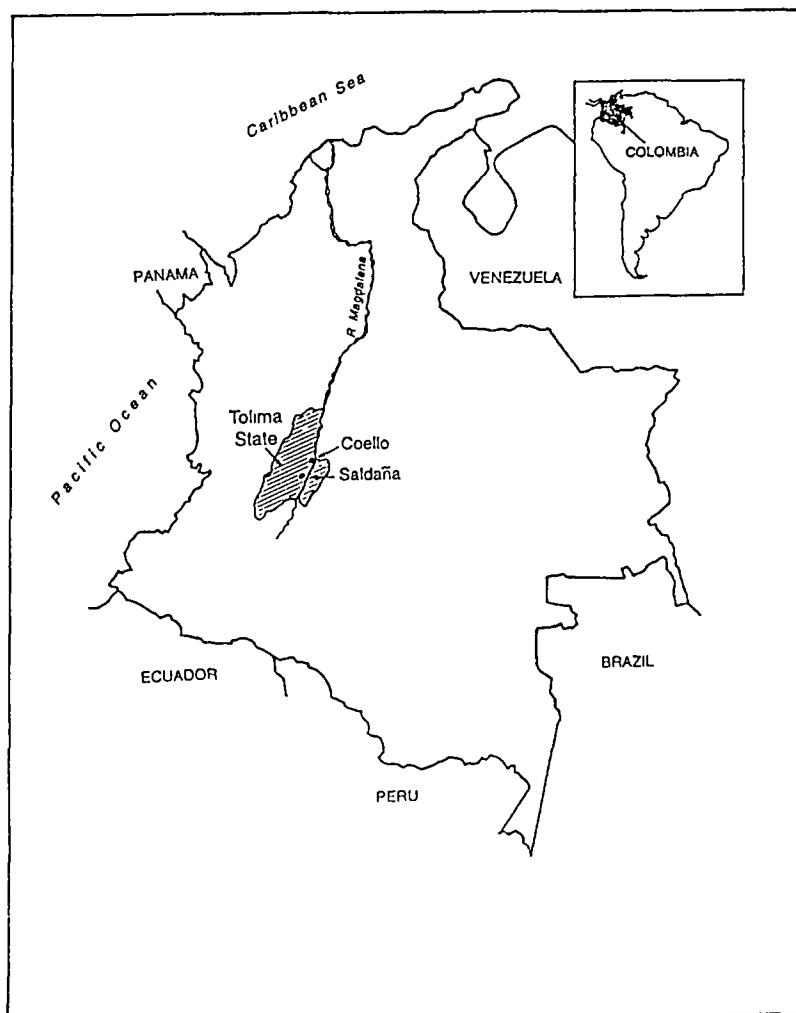 Caribbean Sea
COLOMBIA
PANAMA
VENEZUELA
R Magdalena
Pacific Ocean
Tolima
State
Coello
Saldaña
ECUADOR
BRAZIL
PERU